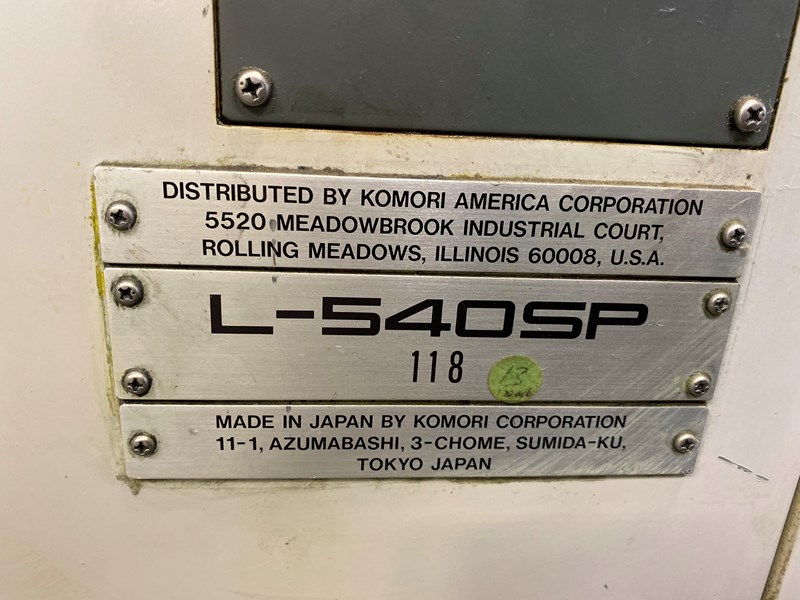 DISTRIBUTED BY KOMORI AMERICA CORPORATION
5520 MEADOWBROOK INDUSTRIAL COURT,
ROLLING MEADOWS, ILLINOIS 60008, U.S.A.
L-540SP
118
13
MADE IN JAPAN BY KOMORI CORPORATION
11-1, AZUMABASHI, 3-CHOME, SUMIDA-KU,
TOKYO JAPAN